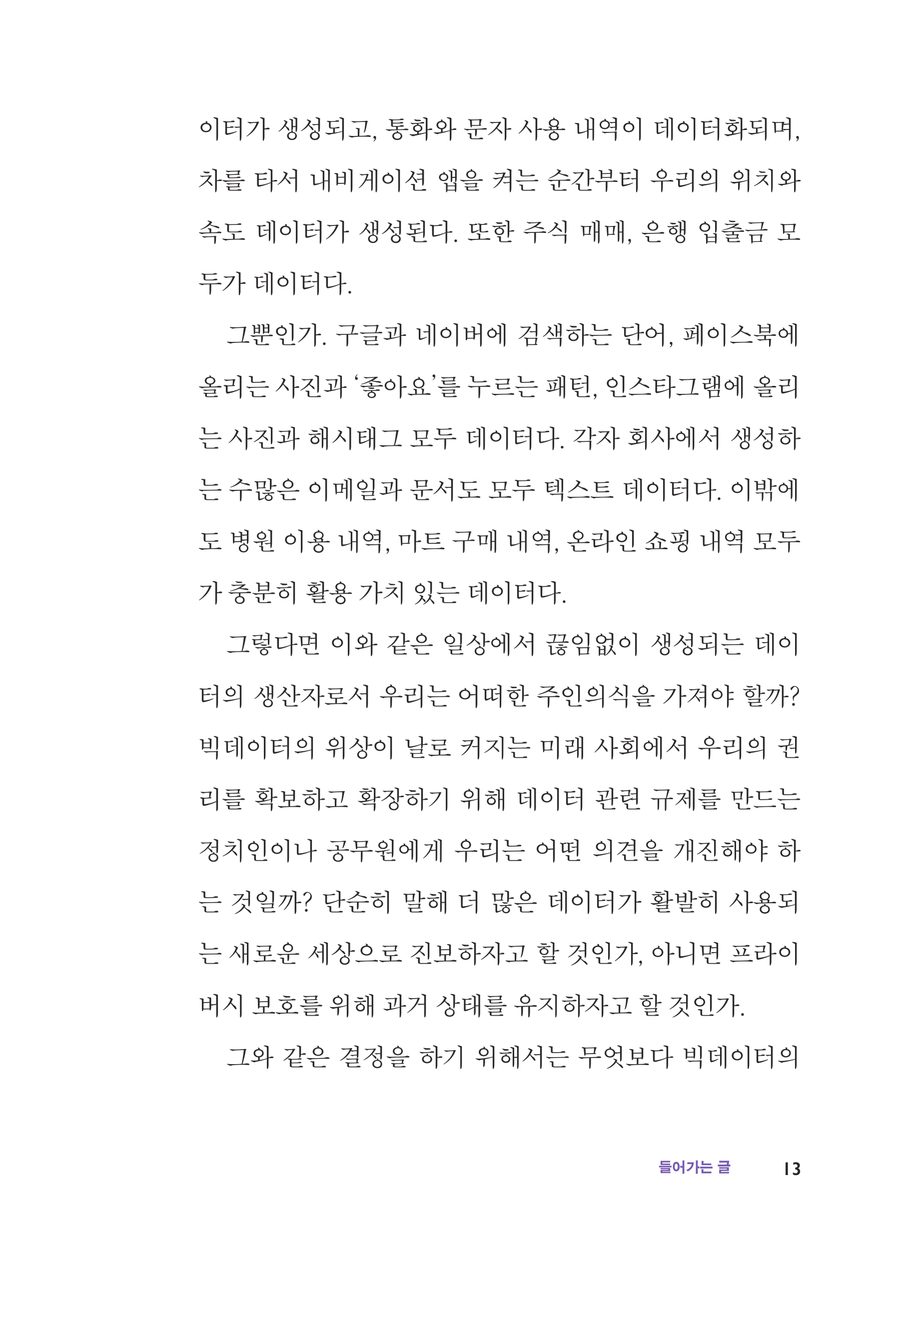 이터가 생성되고, 통화와 문자 사용 내역이 데이터화되며,
차를 타서 내비게이션 앱을 켜는 순간부터 우리의 위치와
속도 데이터가 생성된다. 또한 주식 매매, 은행 입출금 모
두가 데이터다.
그뿐인가. 구글과 네이버에 검색하는 단어, 페이스북에
올리는 사진과 ‘좋아요’를 누르는 패턴, 인스타그램에 올리
는 사진과 해시태그 모두 데이터다. 각자 회사에서 생성하
는 수많은 이메일과 문서도 모두 텍스트 데이터다. 이밖에
도 병원 이용 내역, 마트 구매 내역, 온라인 쇼핑 내역 모두
가 충분히 활용 가치 있는 데이터다.
그렇다면 이와 같은 일상에서 끊임없이 생성되는 데이
터의 생산자로서 우리는 어떠한 주인의식을 가져야 할까?
빅데이터의 위상이 날로 커지는 미래 사회에서 우리의 권
리를 확보하고 확장하기 위해 데이터 관련 규제를 만드는
정치인이나 공무원에게 우리는 어떤 의견을 개진해야 하
는 것일까? 단순히 말해 더 많은 데이터가 활발히 사용되
는 새로운 세상으로 진보하자고 할 것인가, 아니면 프라이
버시 보호를 위해 과거 상태를 유지하자고 할 것인가.
그와 같은 결정을 하기 위해서는 무엇보다 빅데이터의
들어가는 글 13